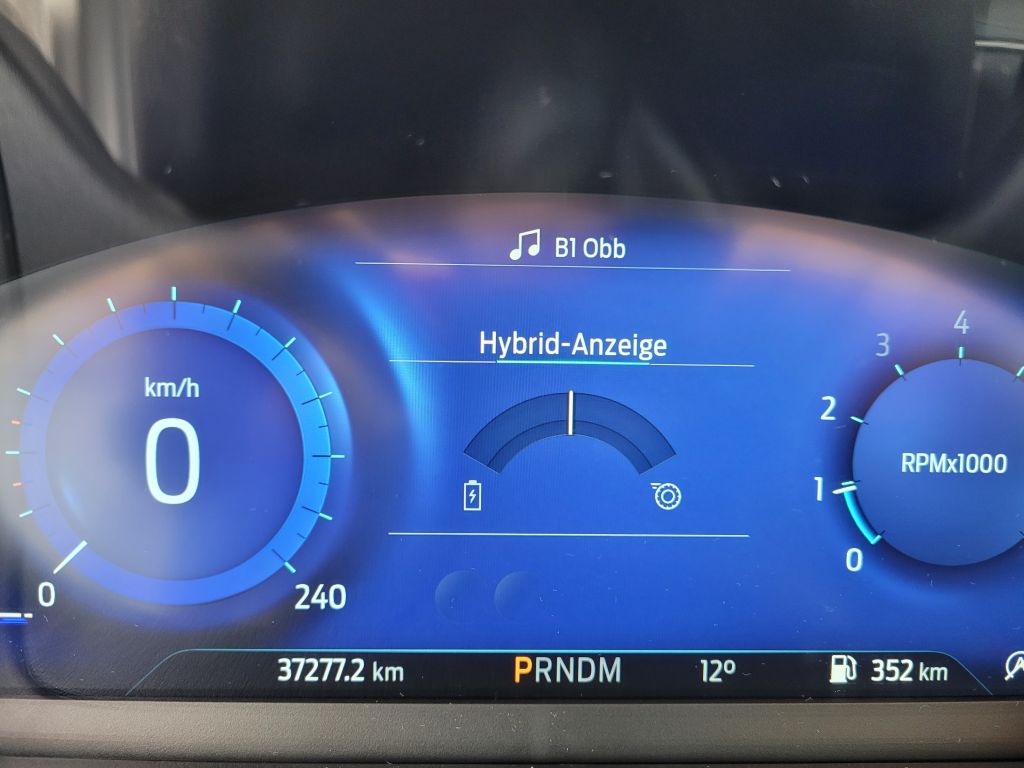 B1 Obb
Hybrid-Anzeige
km/h
0
0
240
4
3
2
1
0
RPMx1000
37277.2 km
PRNDM
12º
352 km